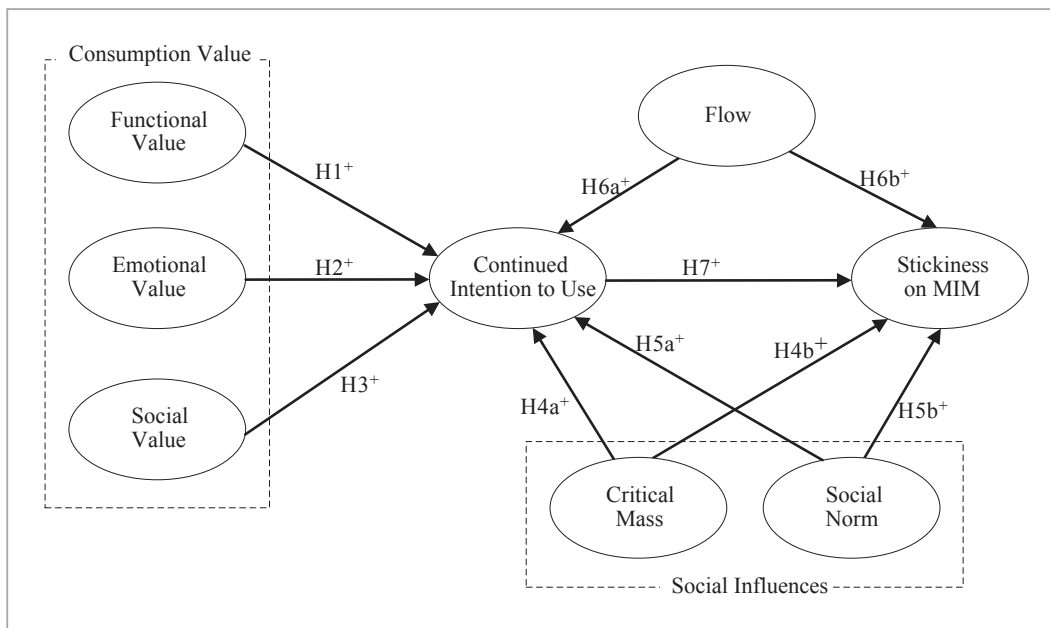 Consumption Value
Functional
Value
Flow
H1⁺
H6a⁺
H6b⁺
Emotional
Value
H2⁺
Continued
Intention to Use
H7⁺
Stickiness
on MIM
H3⁺
H5a⁺
H4b⁺
Social
Value
H4a⁺
H5b⁺
Critical
Mass
Social
Norm
Social Influences